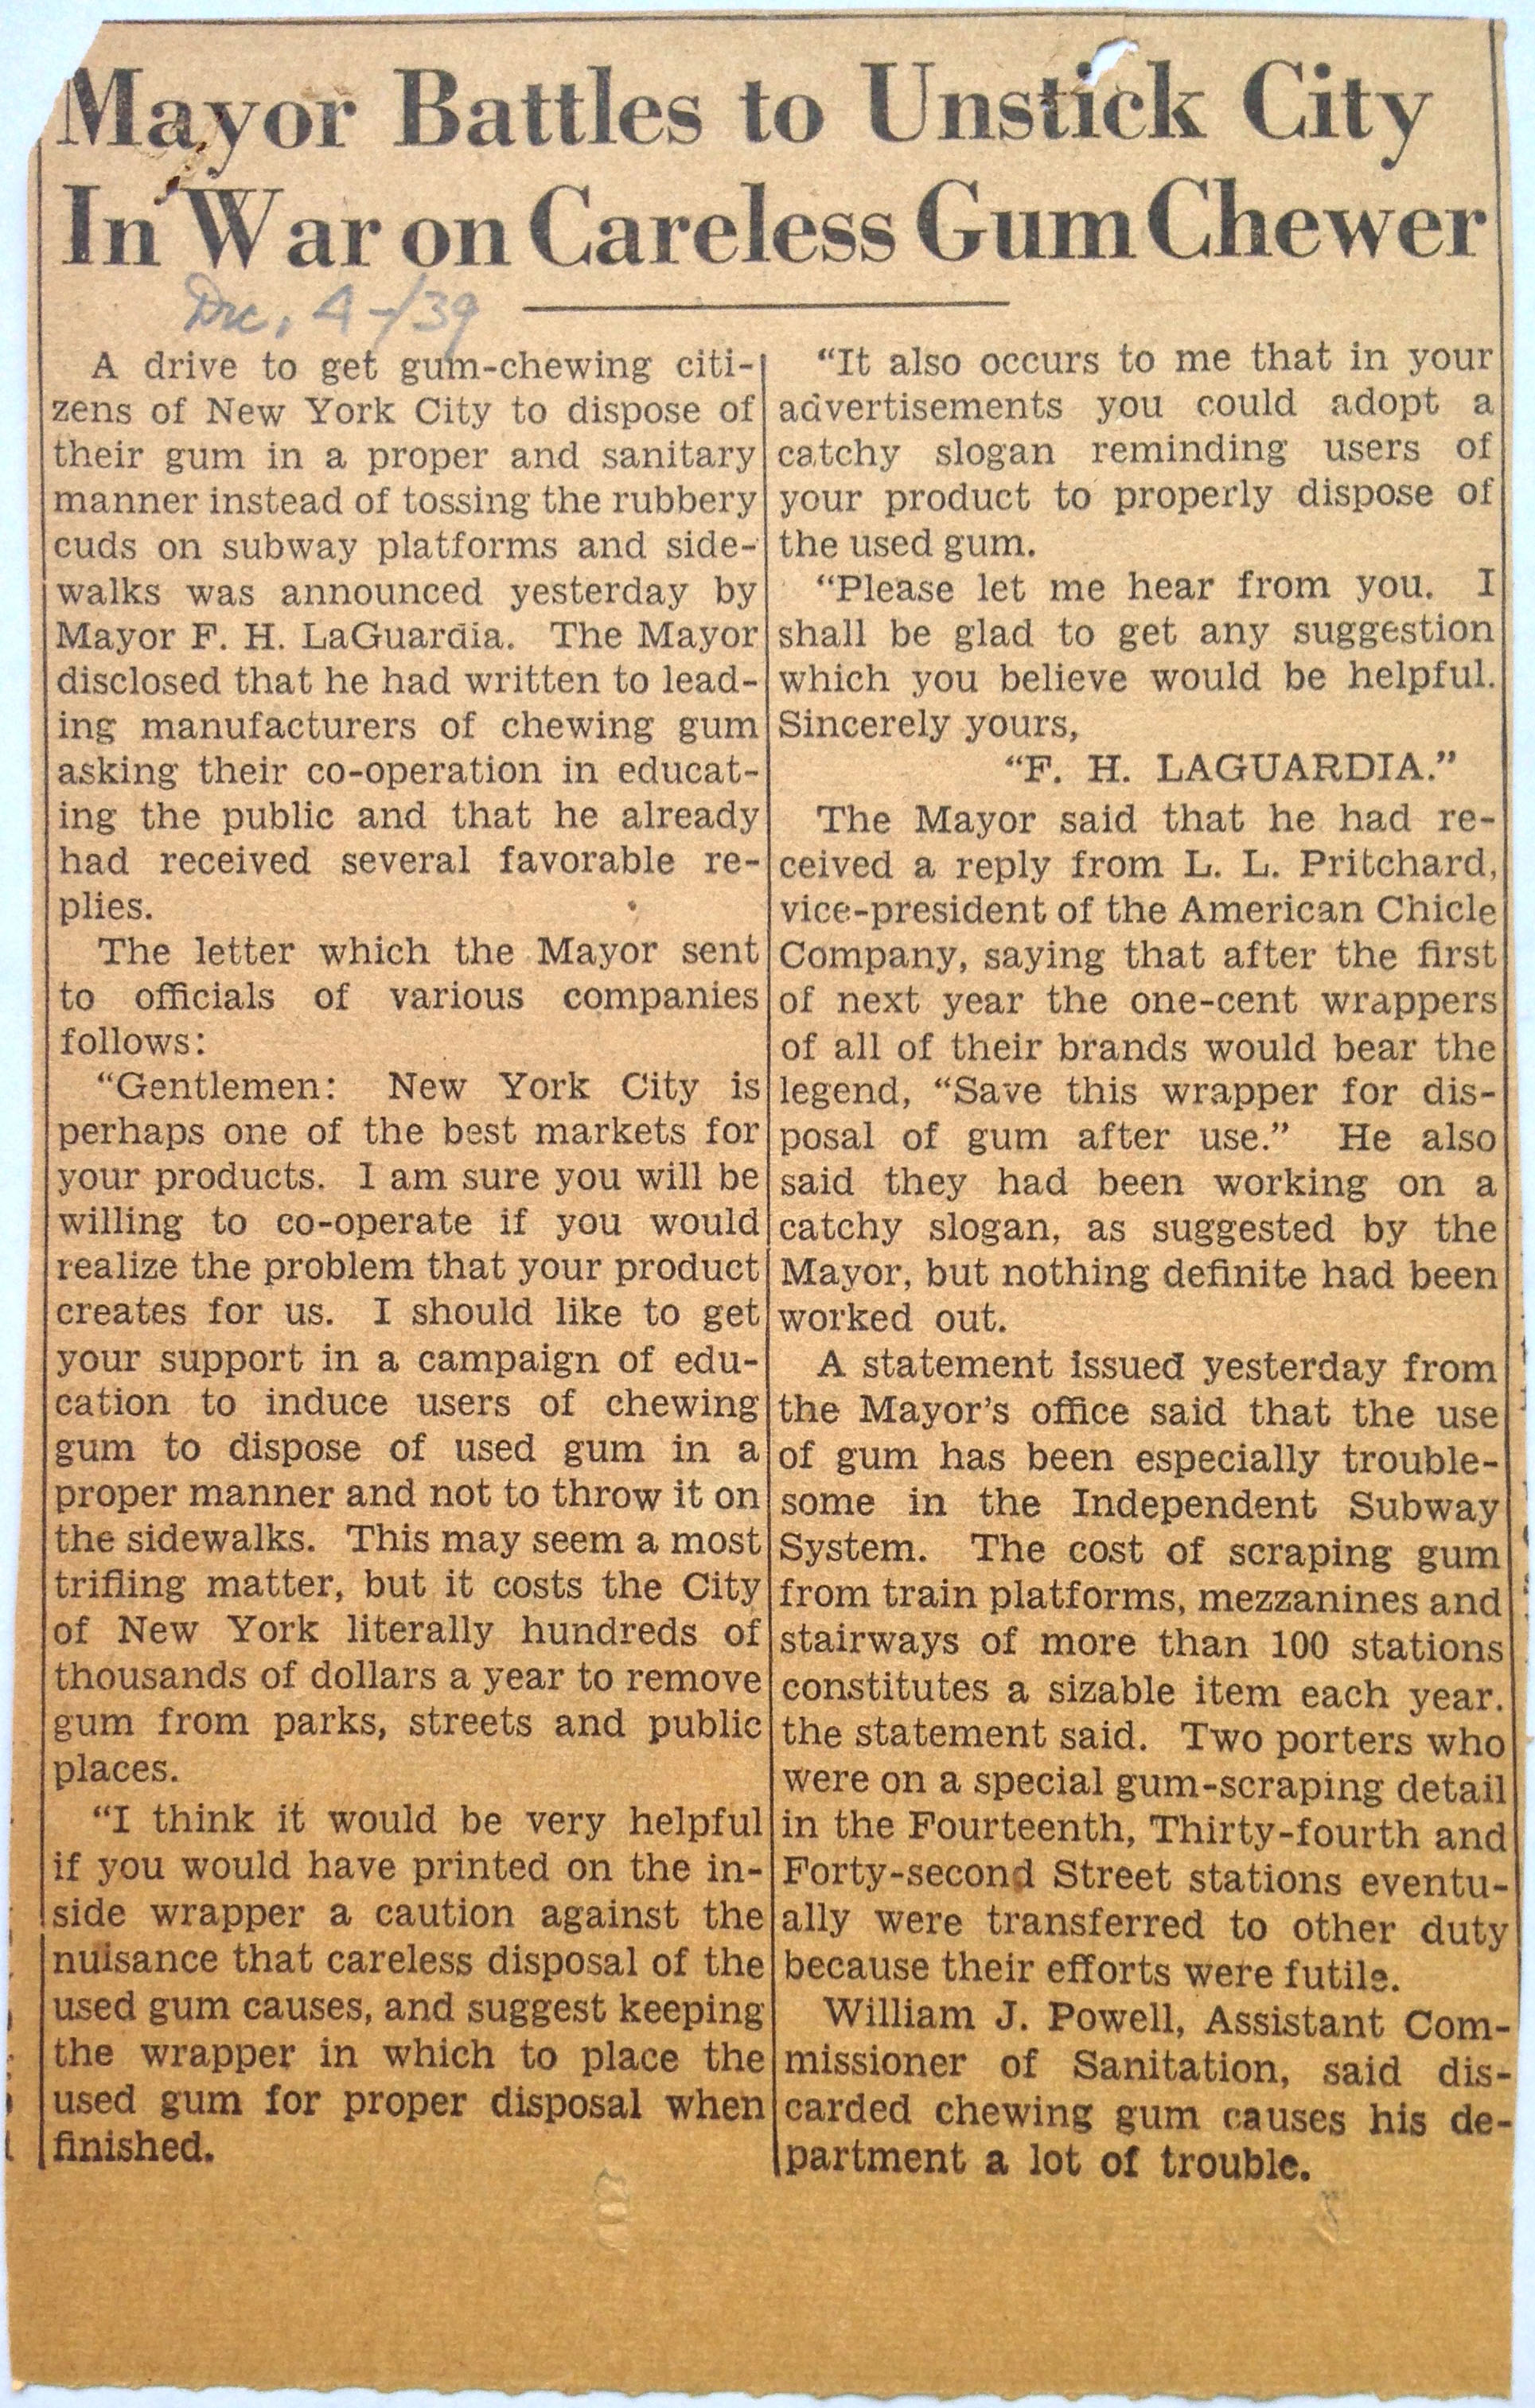 Mayor Battles to Unstick City
In War on Careless Gum Chewer
Dec. 4-/39
A drive to get gum-chewing citi-
zens of New York City to dispose of
their gum in a proper and sanitary
manner instead of tossing the rubbery
cuds on subway platforms and side-
walks was announced yesterday by
Mayor F. H. LaGuardia. The Mayor
disclosed that he had written to lead-
ing manufacturers of chewing gum
asking their co-operation in educat-
ing the public and that he already
had received several favorable re-
plies.
The letter which the Mayor sent
to officials of various companies
follows:
“Gentlemen: New York City is
perhaps one of the best markets for
your products. I am sure you will be
willing to co-operate if you would
realize the problem that your product
creates for us. I should like to get
your support in a campaign of edu-
cation to induce users of chewing
gum to dispose of used gum in a
proper manner and not to throw it on
the sidewalks. This may seem a most
trifling matter, but it costs the City
of New York literally hundreds of
thousands of dollars a year to remove
gum from parks, streets and public
places.
“I think it would be very helpful
if you would have printed on the in-
side wrapper a caution against the
nuisance that careless disposal of the
used gum causes, and suggest keeping
the wrapper in which to place the
used gum for proper disposal when
finished.
“It also occurs to me that in your
advertisements you could adopt a
catchy slogan reminding users of
your product to properly dispose of
the used gum.
“Please let me hear from you. I
shall be glad to get any suggestion
which you believe would be helpful.
Sincerely yours,
“F. H. LAGUARDIA.”
The Mayor said that he had re-
ceived a reply from L. L. Pritchard,
vice-president of the American Chicle
Company, saying that after the first
of next year the one-cent wrappers
of all of their brands would bear the
legend, “Save this wrapper for dis-
posal of gum after use.” He also
said they had been working on a
catchy slogan, as suggested by the
Mayor, but nothing definite had been
worked out.
A statement issued yesterday from
the Mayor’s office said that the use
of gum has been especially trouble-
some in the Independent Subway
System. The cost of scraping gum
from train platforms, mezzanines and
stairways of more than 100 stations
constitutes a sizable item each year.
the statement said. Two porters who
were on a special gum-scraping detail
in the Fourteenth, Thirty-fourth and
Forty-second Street stations eventu-
ally were transferred to other duty
because their efforts were futile.
William J. Powell, Assistant Com-
missioner of Sanitation, said dis-
carded chewing gum causes his de-
partment a lot of trouble.